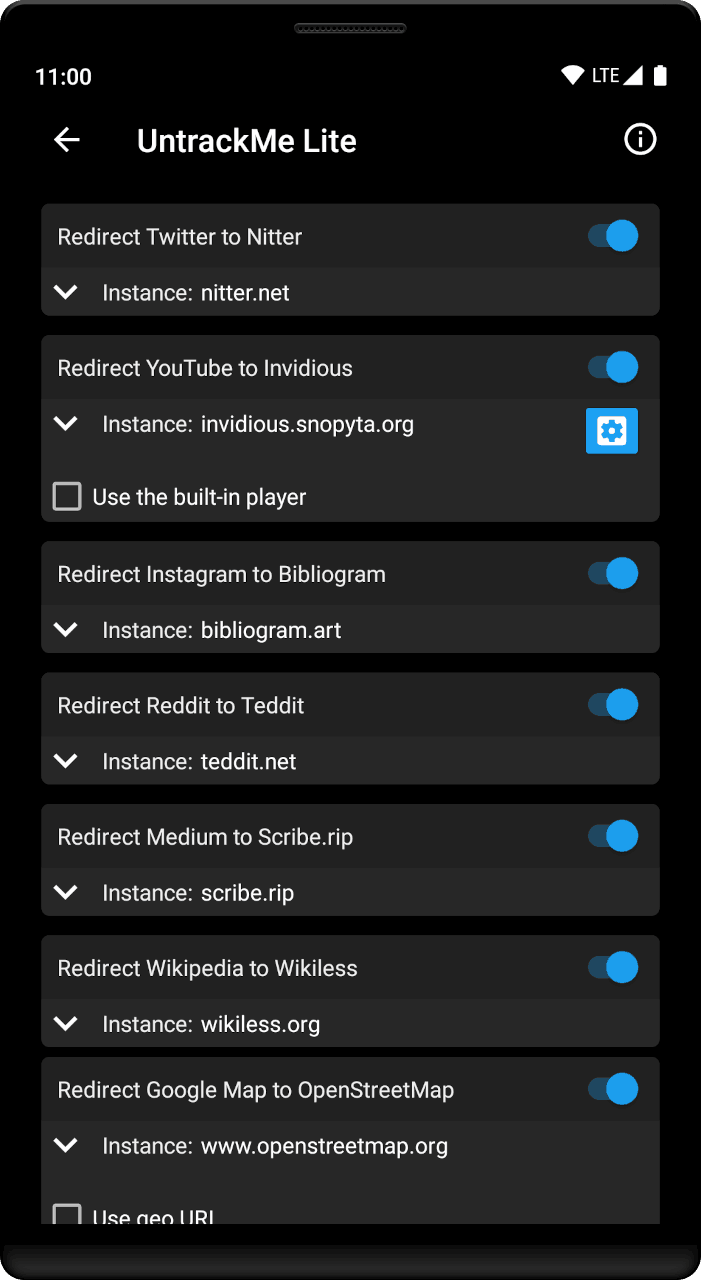 11:00
LTE
UntrackMe Lite
Redirect Twitter to Nitter
Instance: nitter.net
Redirect YouTube to Invidious
Instance: invidious.snopyta.org
Use the built-in player
Redirect Instagram to Bibliogram
Instance: bibliogram.art
Redirect Reddit to Teddit
Instance: teddit.net
Redirect Medium to Scribe.rip
Instance: scribe.rip
Redirect Wikipedia to Wikiless
Instance: wikiless.org
Redirect Google Map to OpenStreetMap
Instance: www.openstreetmap.org
Use geo URL